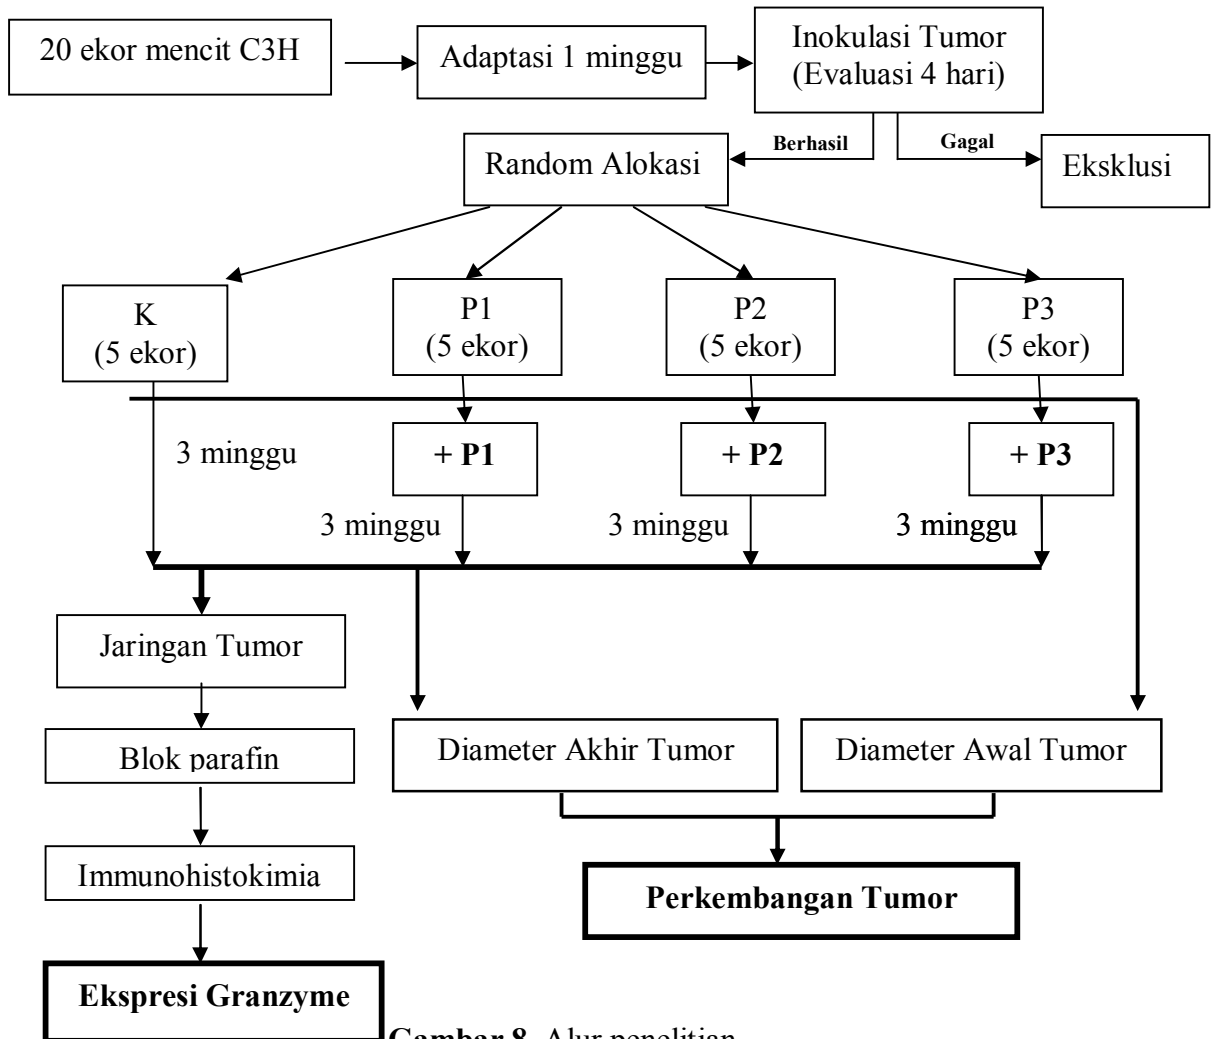 20 ekor mencit C3H
Adaptasi 1 minggu
Inokulasi Tumor
(Evaluasi 4 hari)
Berhasil
Gagal
Random Alokasi
Eksklusi
K
(5 ekor)
P1
(5 ekor)
P2
(5 ekor)
P3
(5 ekor)
3 minggu
+ P1
+ P2
+ P3
3 minggu
3 minggu
3 minggu
Jaringan Tumor
Blok parafin
Diameter Akhir Tumor
Diameter Awal Tumor
Immunohistokimia
Perkembangan Tumor
Ekspresi Granzyme
Gambar 8. Alur penelitian